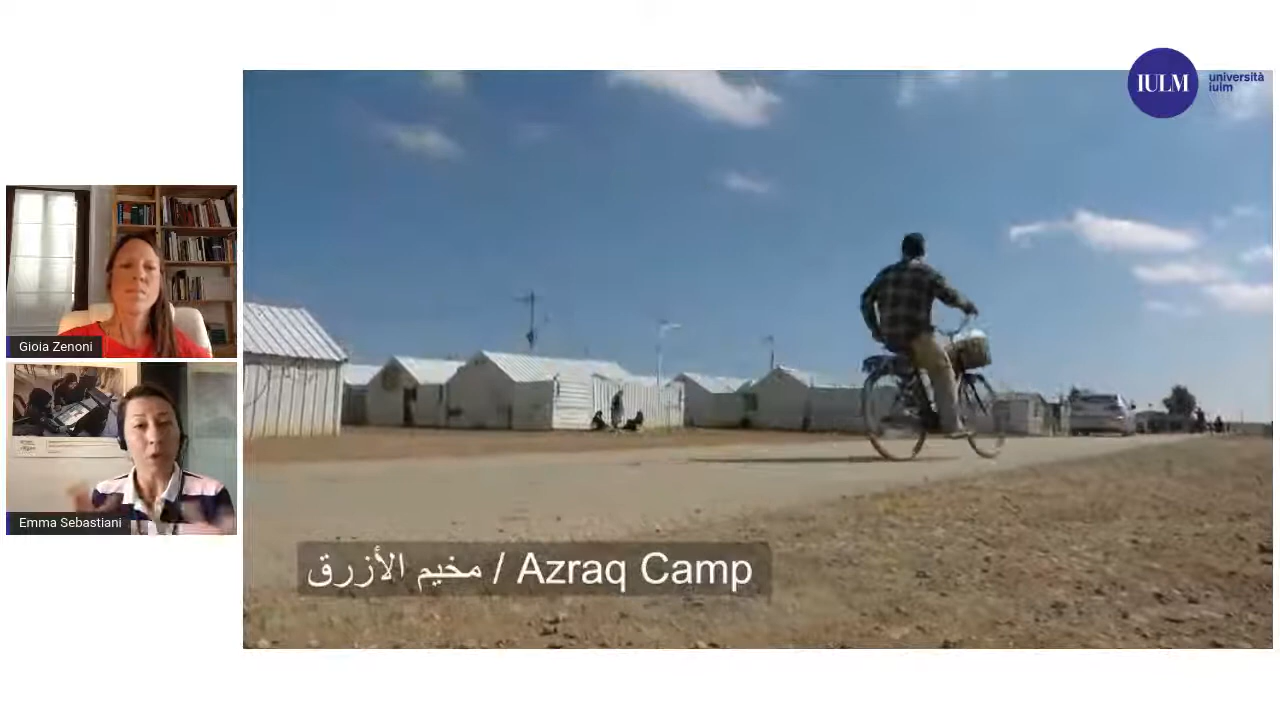 IULM
università
iulm
Gioia Zenoni
Emma Sebastiani
مخيم الأزرق / Azraq Camp